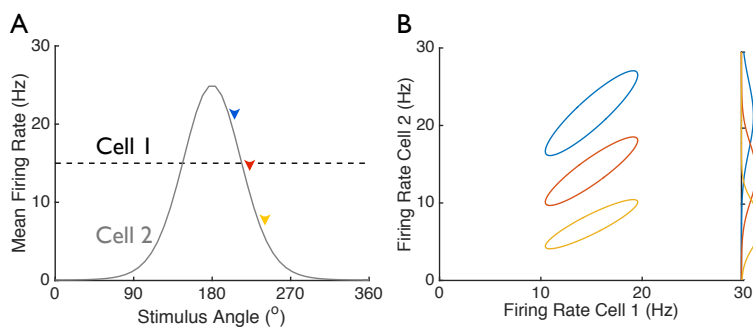 A
30
20
10
0
Mean Firing Rate (Hz)
Cell 1
Cell 2
0
90
180
270
360
Stimulus Angle (°)
B
30
20
10
0
Firing Rate Cell 2 (Hz)
0
10
20
30
Firing Rate Cell 1 (Hz)